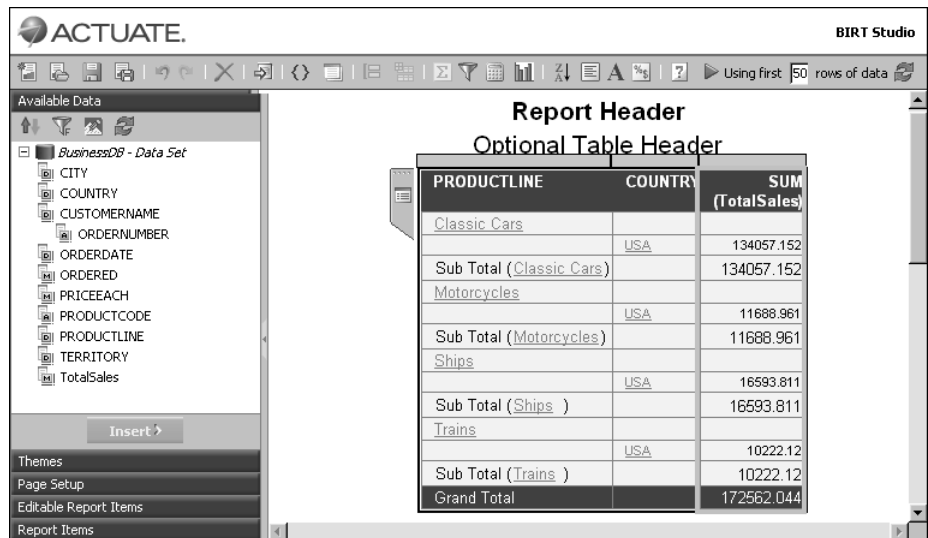 ACTUATE.
BIRT Studio
Using first 50 rows of data
Available Data
BusinessDB - Data Set
CITY
COUNTRY
CUSTOMERNAME
ORDERNUMBER
ORDERDATE
ORDERED
PRICEEACH
PRODUCTCODE
PRODUCTLINE
TERRITORY
TotalSales
Insert
Themes
Page Setup
Editable Report Items
Report Items
Report Header
Optional Table Header
PRODUCTLINE COUNTRY SUM
(TotalSales)
Classic Cars
USA 134057.152
Sub Total (Classic Cars) 134057.152
Motorcycles
USA 11688.961
Sub Total (Motorcycles) 11688.961
Ships
USA 16593.811
Sub Total (Ships ) 16593.811
Trains
USA 10222.12
Sub Total (Trains ) 10222.12
Grand Total 172562.044